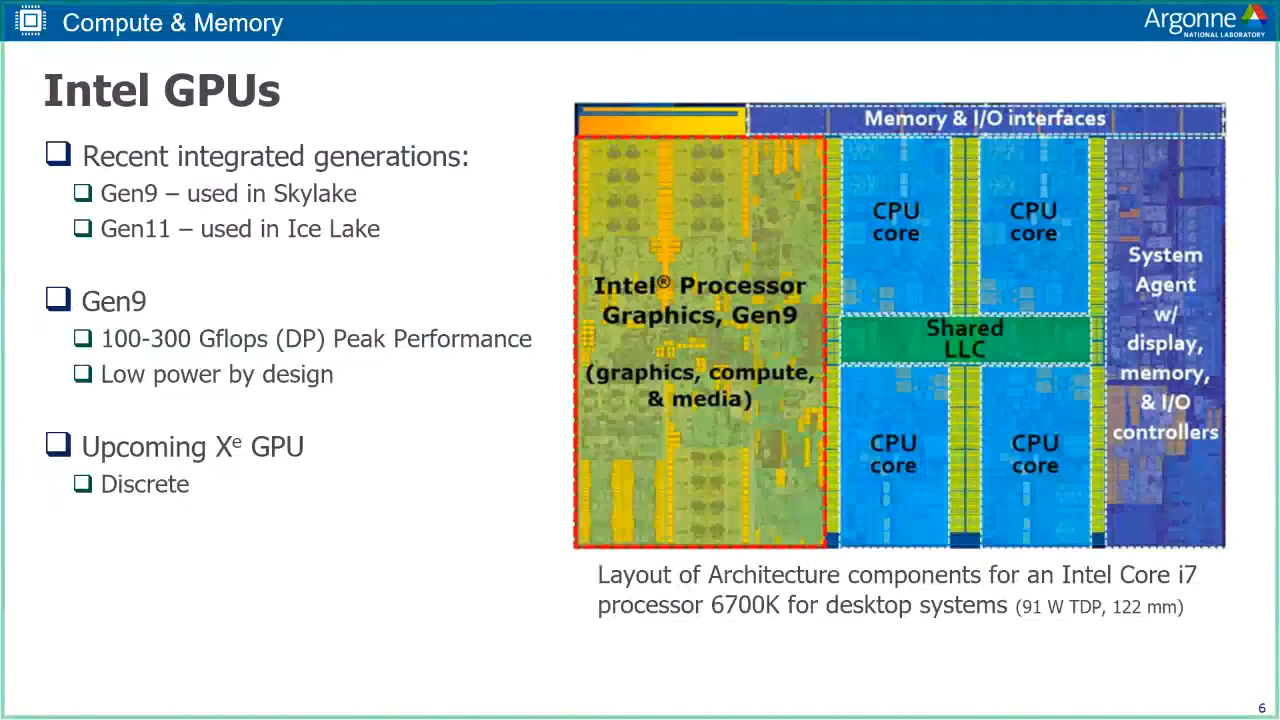 Compute & Memory
Argonne
NATIONAL LABORATORY
Intel GPUs
Recent integrated generations:
Gen9 – used in Skylake
Gen11 – used in Ice Lake
Gen9
100-300 Gflops (DP) Peak Performance
Low power by design
Upcoming Xᵉ GPU
Discrete
Memory & I/O interfaces
Intel® Processor
Graphics, Gen9
(graphics, compute,
& media)
CPU
core
CPU
core
Shared
LLC
CPU
core
CPU
core
System
Agent
w/
display,
memory,
& I/O
controllers
Layout of Architecture components for an Intel Core i7
processor 6700K for desktop systems (91 W TDP, 122 mm)
6